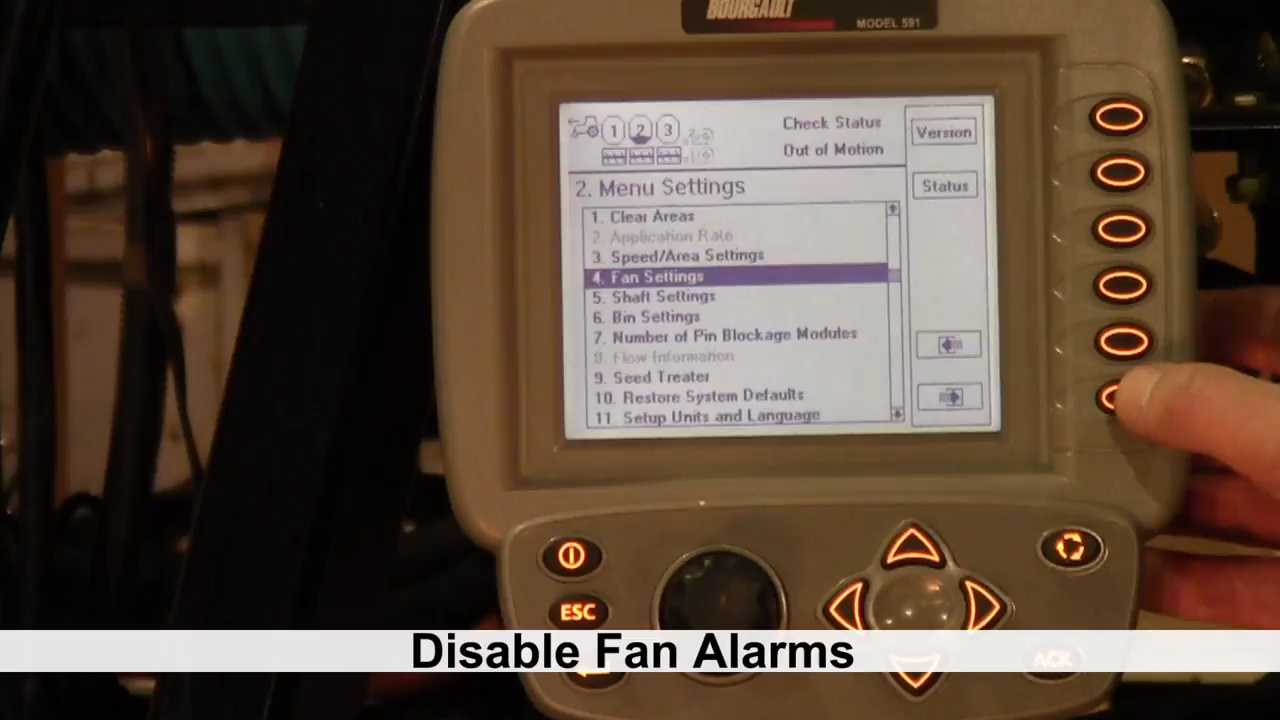 BOURGAULT
MODEL 591
1 2 3
Check Status
Out of Motion
Version
Status
2. Menu Settings
1. Clear Areas
2. Application Rate
3. Speed/Area Settings
4. Fan Settings
5. Shaft Settings
6. Bin Settings
7. Number of Pin Blockage Modules
8. Flow Information
9. Seed Treater
10. Restore System Defaults
11. Setup Units and Language
ESC
ACK
Disable Fan Alarms